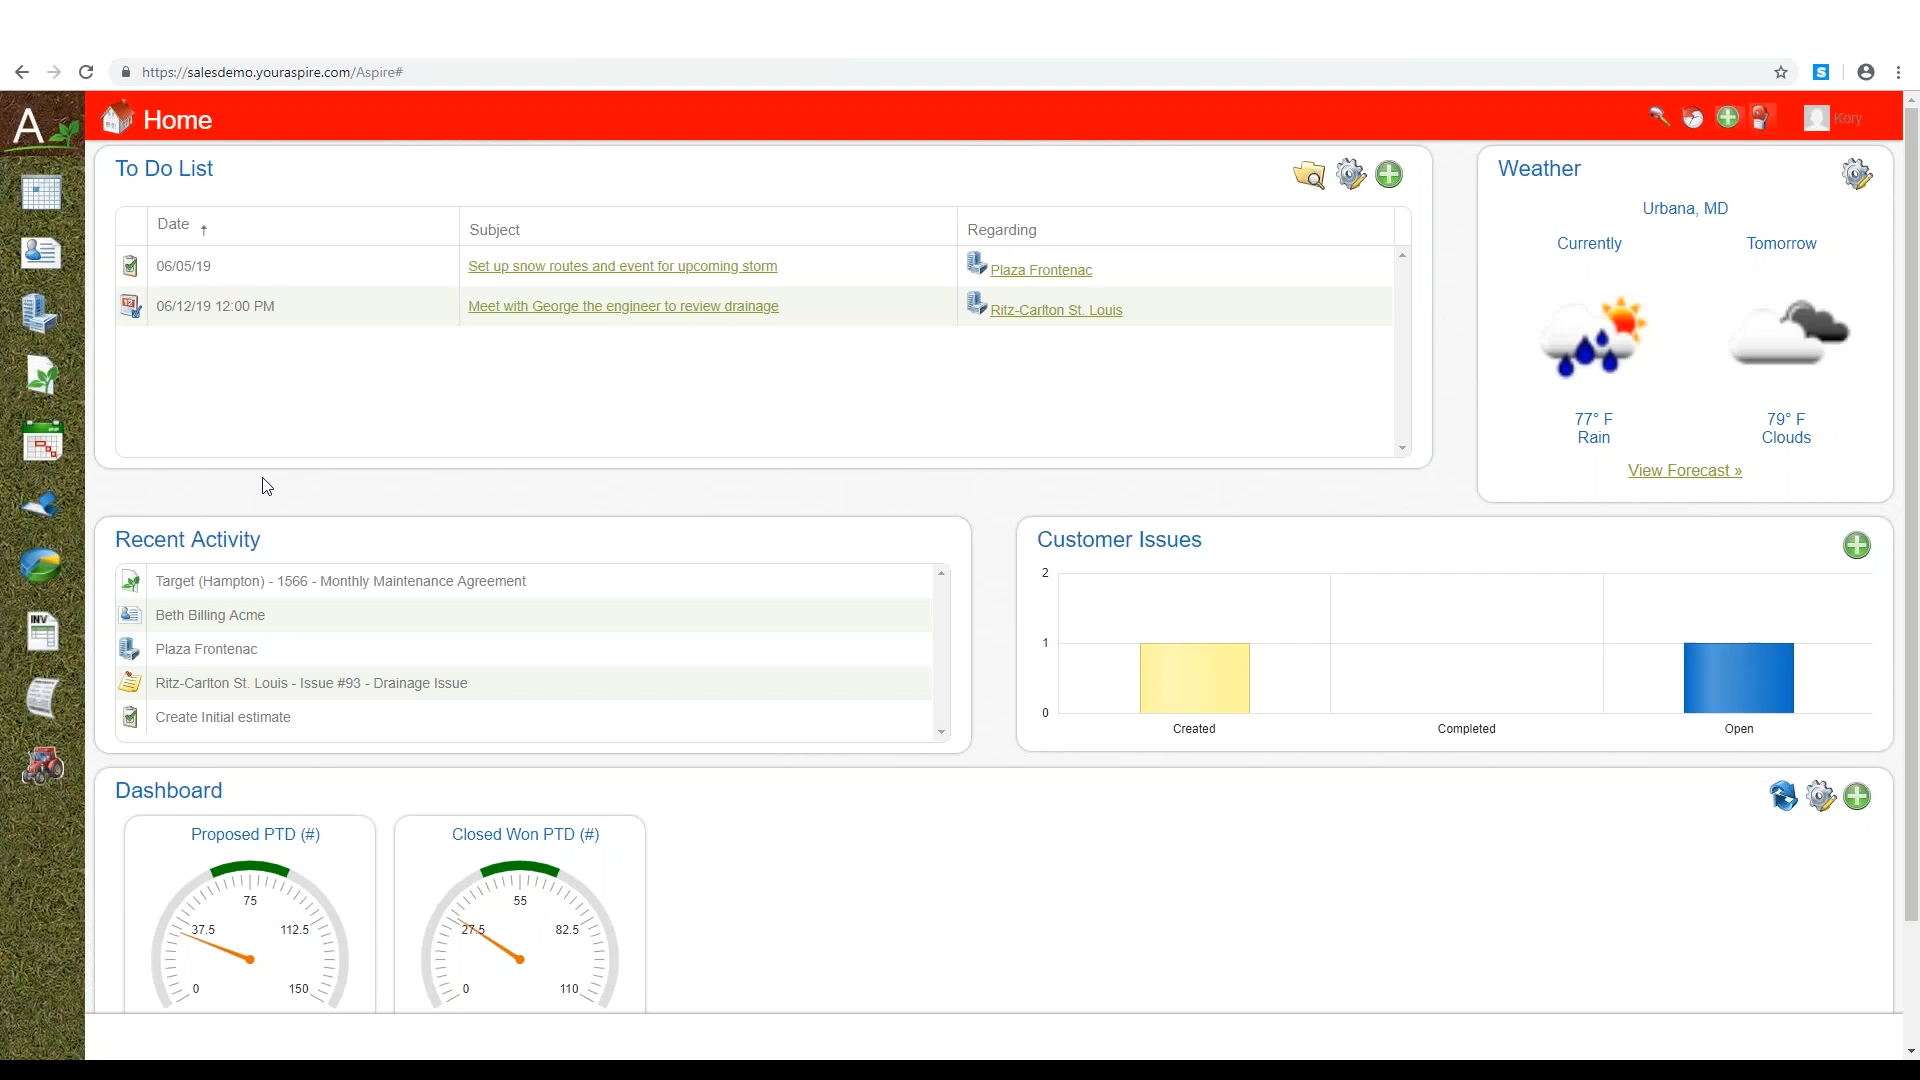 https://salesdemo.youraspire.com/Aspire#
A
Home
Kory
To Do List
Date Subject Regarding
06/05/19 Set up snow routes and event for upcoming storm Plaza Frontenac
06/12/19 12:00 PM Meet with George the engineer to review drainage Ritz-Carlton St. Louis
Weather
Urbana, MD
Currently Tomorrow
77° F 79° F
Rain Clouds
View Forecast »
Recent Activity
Target (Hampton) - 1566 - Monthly Maintenance Agreement
Beth Billing Acme
Plaza Frontenac
Ritz-Carlton St. Louis - Issue #93 - Drainage Issue
Create Initial estimate
Customer Issues
2
1
0
Created Completed Open
INV
Dashboard
Proposed PTD (#) Closed Won PTD (#)
75 55
37.5 112.5 27.5 82.5
0 150 0 110